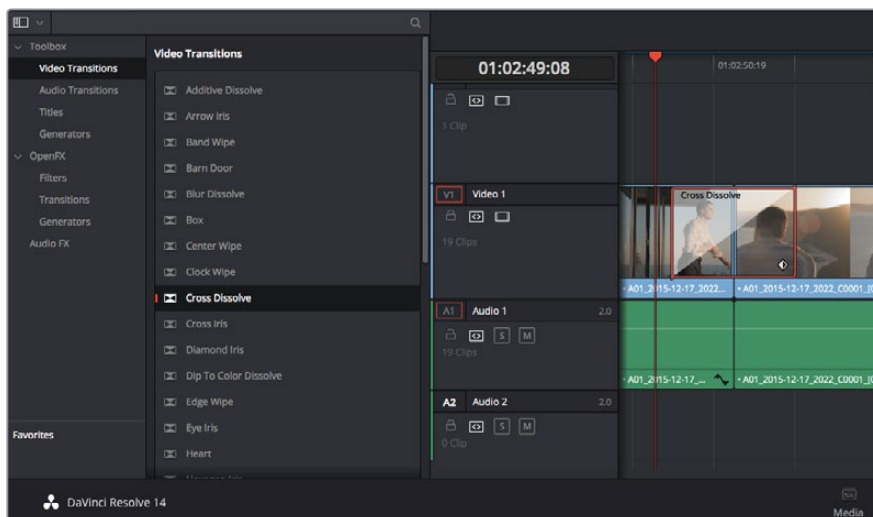 Toolbox
Video Transitions
Audio Transitions
Titles
Generators
OpenFX
Filters
Transitions
Generators
Audio FX
Favorites
Video Transitions
Additive Dissolve
Arrow Iris
Band Wipe
Barn Door
Blur Dissolve
Box
Center Wipe
Clock Wipe
Cross Dissolve
Cross Iris
Diamond Iris
Dip To Color Dissolve
Edge Wipe
Eye Iris
Heart
01:02:49:08
1 Clip
V1 Video 1
19 Clips
A1 Audio 1 2.0
S M
19 Clips
A2 Audio 2 2.0
S M
0 Clip
01:02:50:19
Cross Dissolve
A01_2015-12-17_2022... A01_2015-12-17_2022_C0001_[0
A01_2015-12-17_... A01_2015-12-17_2022_C0001_[0
DaVinci Resolve 14
Media